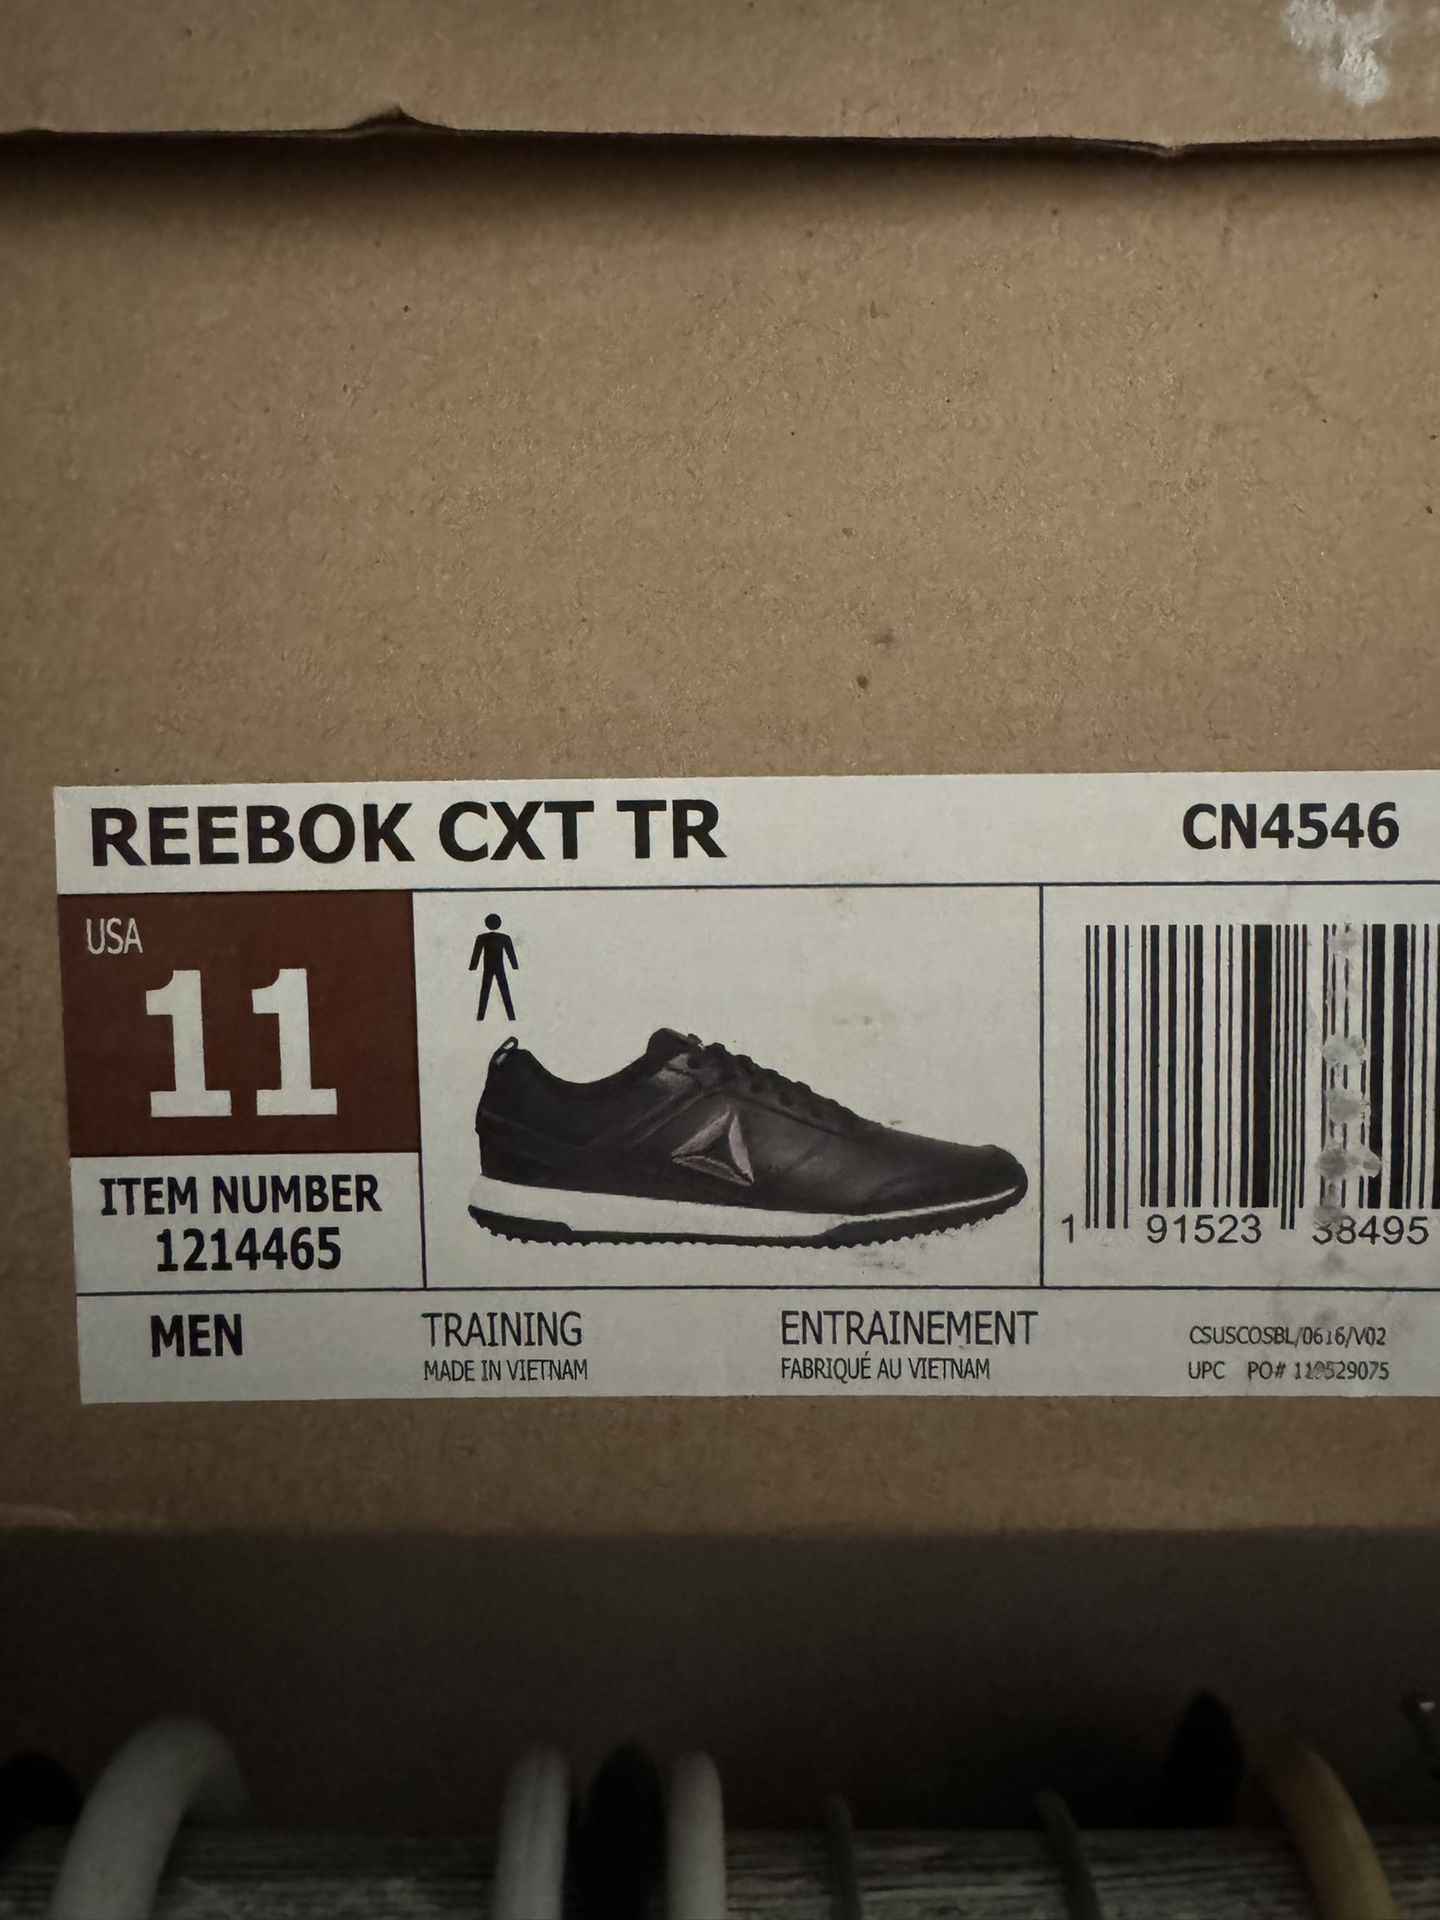 REEBOK CXT TR CN4546
USA
11
ITEM NUMBER
1214465
1 91523 38495
MEN TRAINING ENTRAINEMENT CSUSCOSBL/0616/V02
MADE IN VIETNAM FABRIQUÉ AU VIETNAM UPC PO#